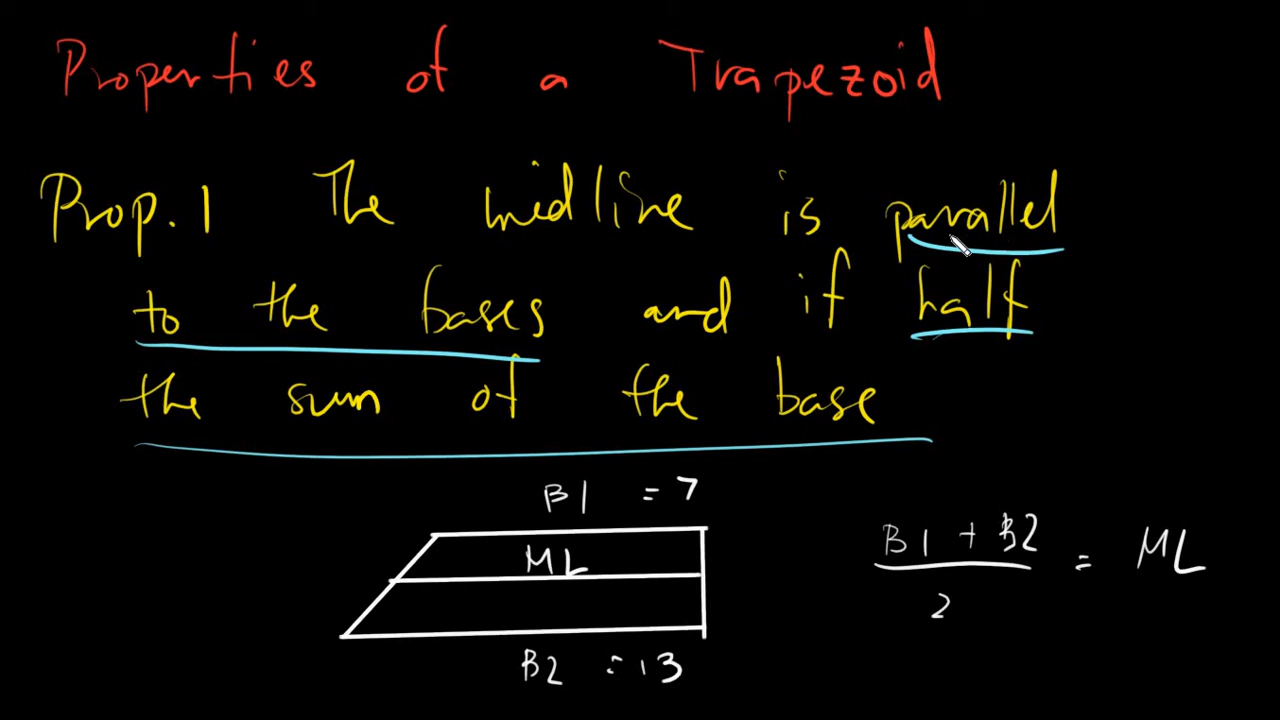 Properties of a Trapezoid
Prop. 1 The midline is parallel
to the bases and if half
the sum of the base
B1 = 7
ML
B2 = 13
B1 + B2
2
= ML